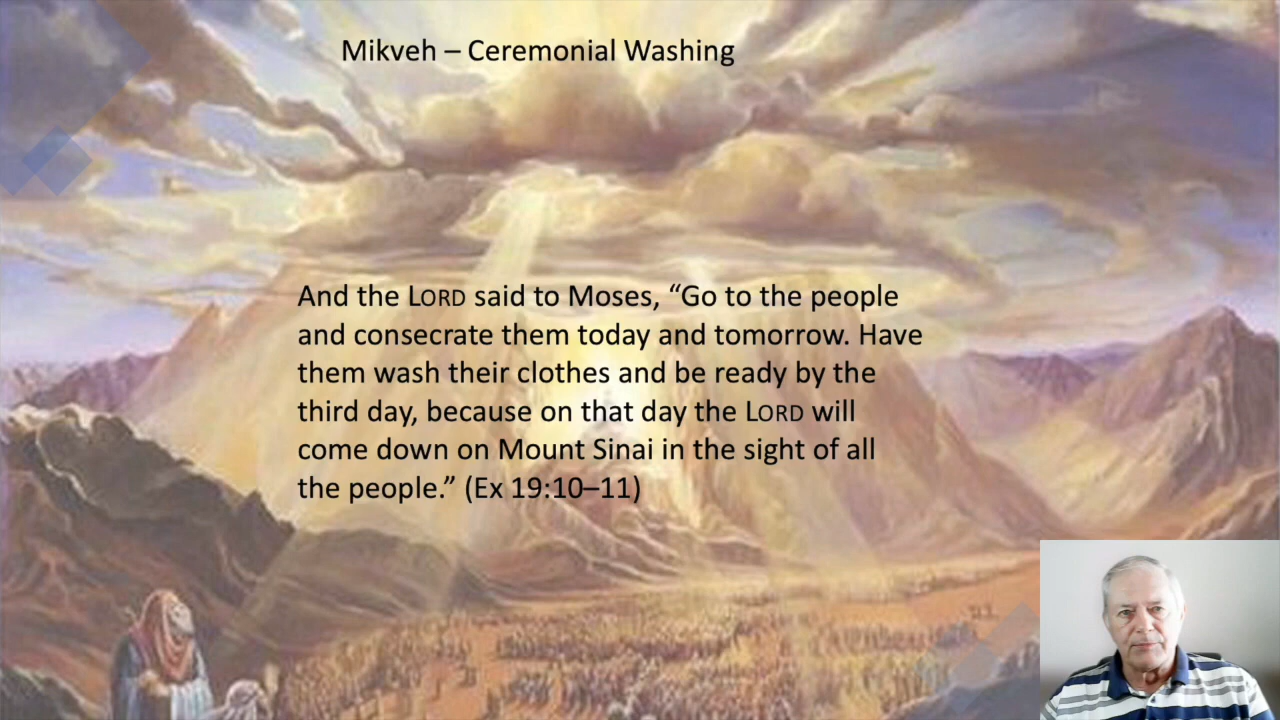 Mikveh – Ceremonial Washing
And the LORD said to Moses, “Go to the people
and consecrate them today and tomorrow. Have
them wash their clothes and be ready by the
third day, because on that day the LORD will
come down on Mount Sinai in the sight of all
the people.” (Ex 19:10–11)